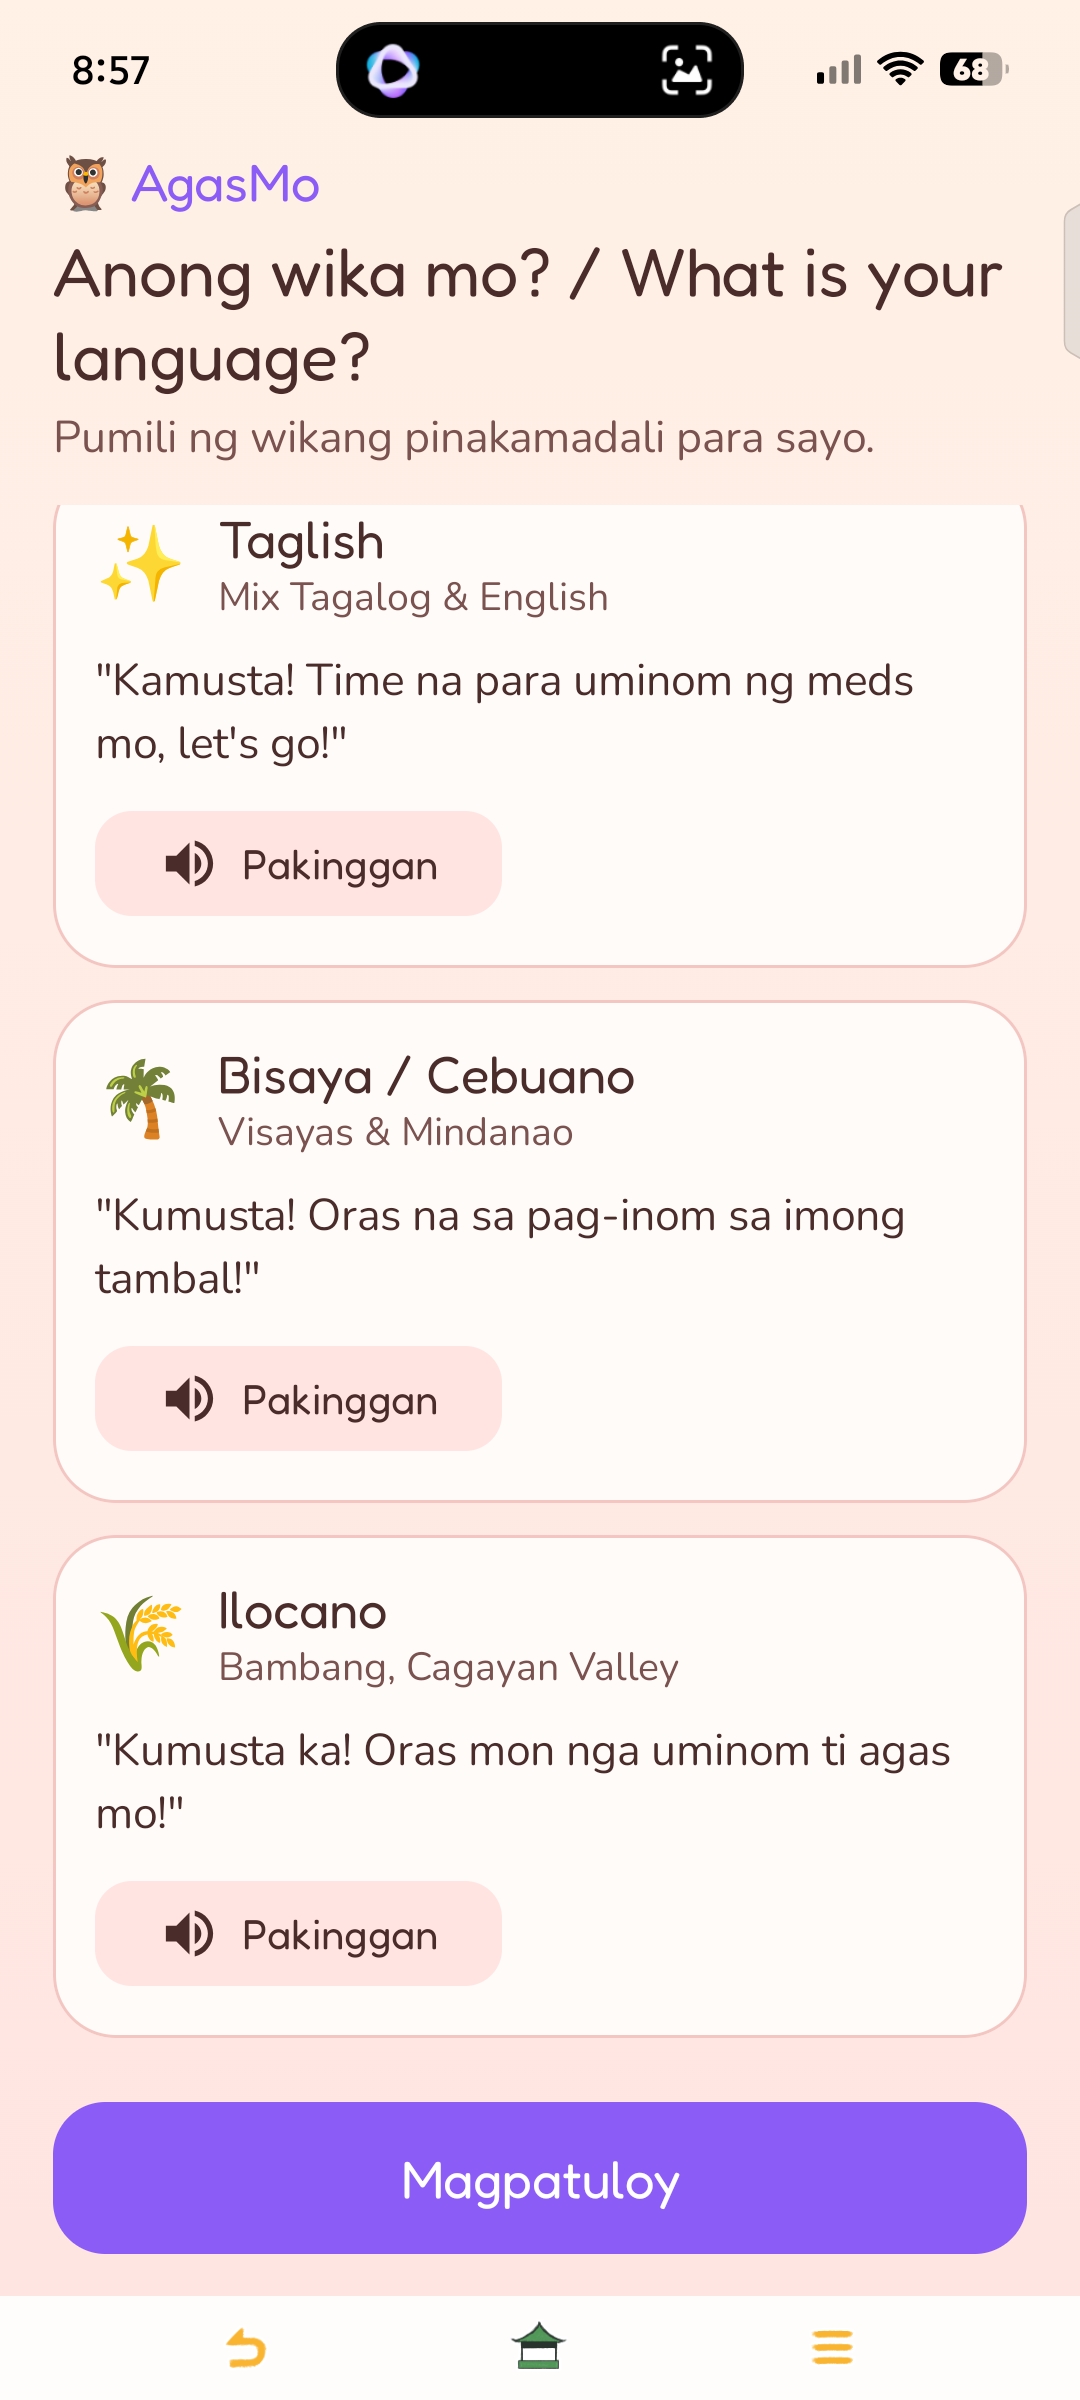 8:57
68
AgasMo
Anong wika mo? / What is your
language?
Pumili ng wikang pinakamadali para sayo.
Taglish
Mix Tagalog & English
"Kamusta! Time na para uminom ng meds
mo, let's go!"
Pakinggan
Bisaya / Cebuano
Visayas & Mindanao
"Kumusta! Oras na sa pag-inom sa imong
tambal!"
Pakinggan
Ilocano
Bambang, Cagayan Valley
"Kumusta ka! Oras mon nga uminom ti agas
mo!"
Pakinggan
Magpatuloy